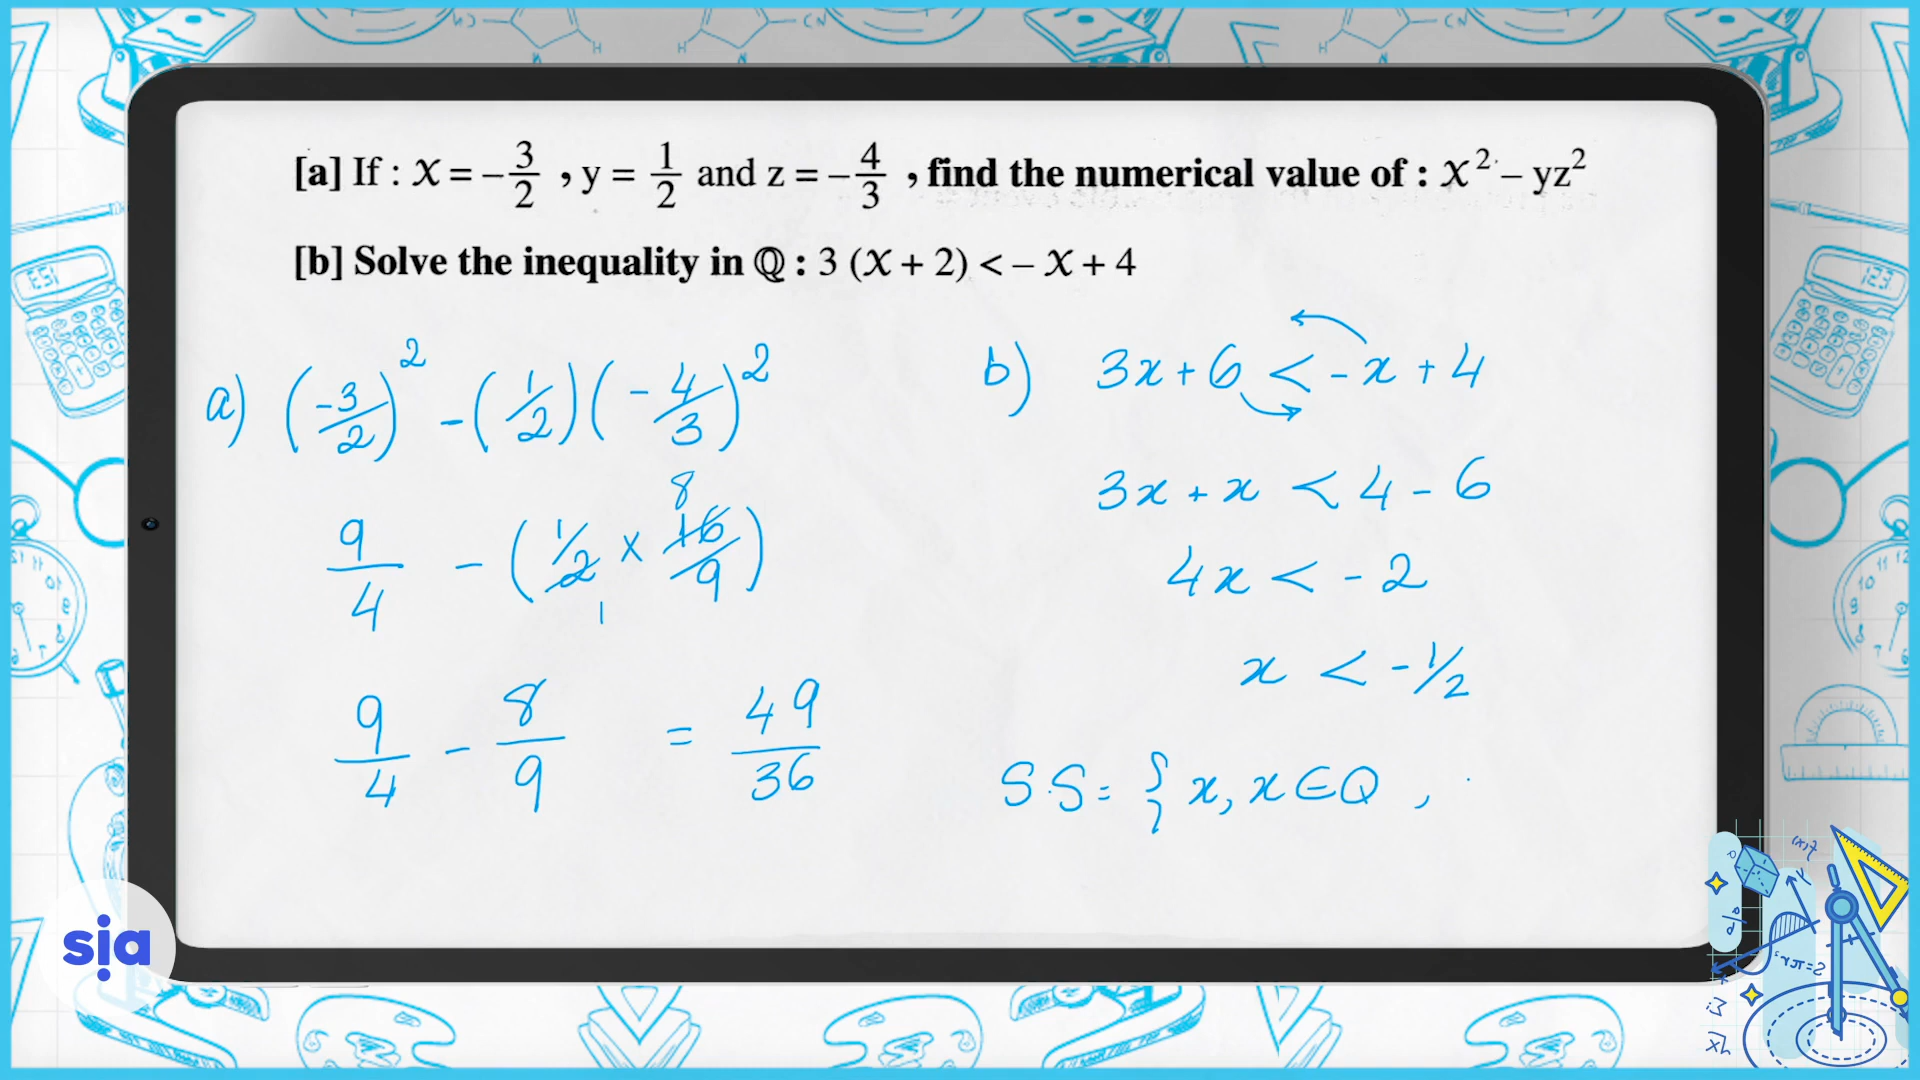 [a] If : X = −3/2 , y = 1/2 and z = −4/3 , find the numerical value of : X² − yz²
[b] Solve the inequality in ℚ : 3 (X + 2) < − X + 4
a) (-3/2)² - (1/2)(-4/3)²
9/4 - (1/2 × 16/9)
8
1
9/4 - 8/9 = 49/36
b) 3x + 6 < -x + 4
3x + x < 4 - 6
4x < -2
x < -1/2
S.S = { x, x ∈ Q ,
sia